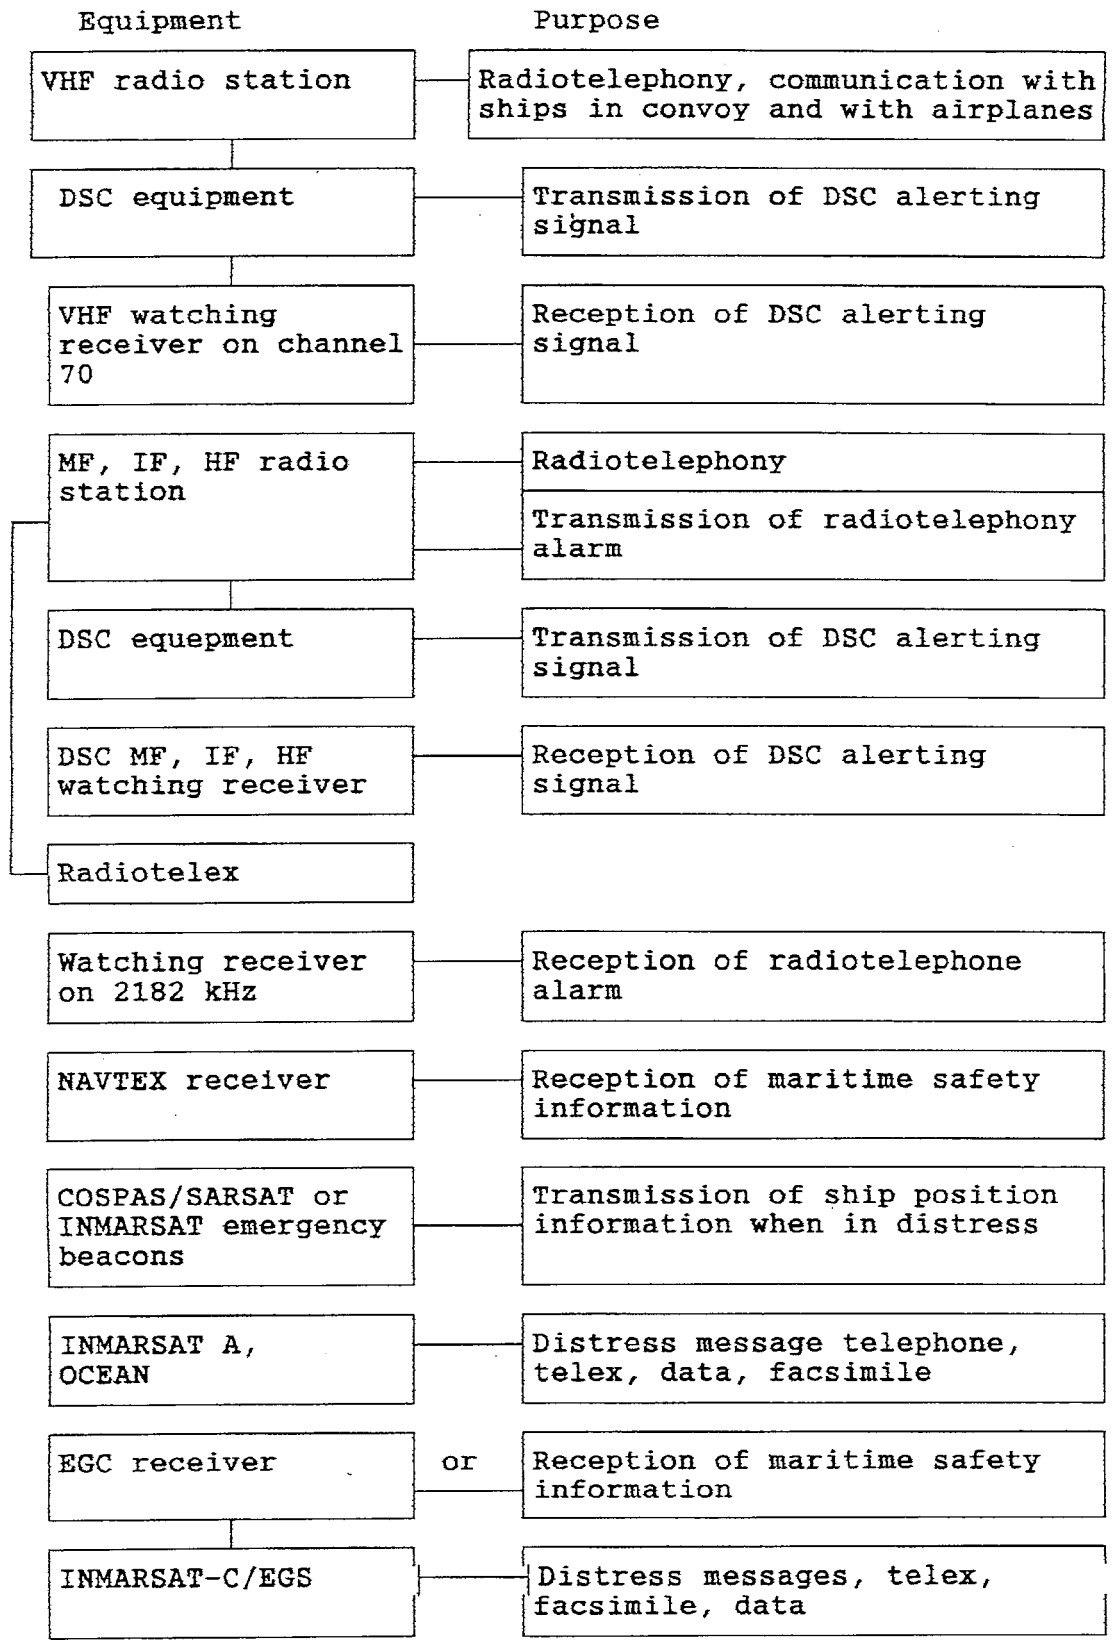 Equipment Purpose
VHF radio station
Radiotelephony, communication with
ships in convoy and with airplanes
DSC equipment
Transmission of DSC alerting
signal
VHF watching
receiver on channel
70
Reception of DSC alerting
signal
MF, IF, HF radio
station
Radiotelephony
Transmission of radiotelephony
alarm
DSC equepment
Transmission of DSC alerting
signal
DSC MF, IF, HF
watching receiver
Reception of DSC alerting
signal
Radiotelex
Watching receiver
on 2182 kHz
Reception of radiotelephone
alarm
NAVTEX receiver
Reception of maritime safety
information
COSPAS/SARSAT or
INMARSAT emergency
beacons
Transmission of ship position
information when in distress
INMARSAT A,
OCEAN
Distress message telephone,
telex, data, facsimile
EGC receiver
or
Reception of maritime safety
information
INMARSAT-C/EGS
Distress messages, telex,
facsimile, data